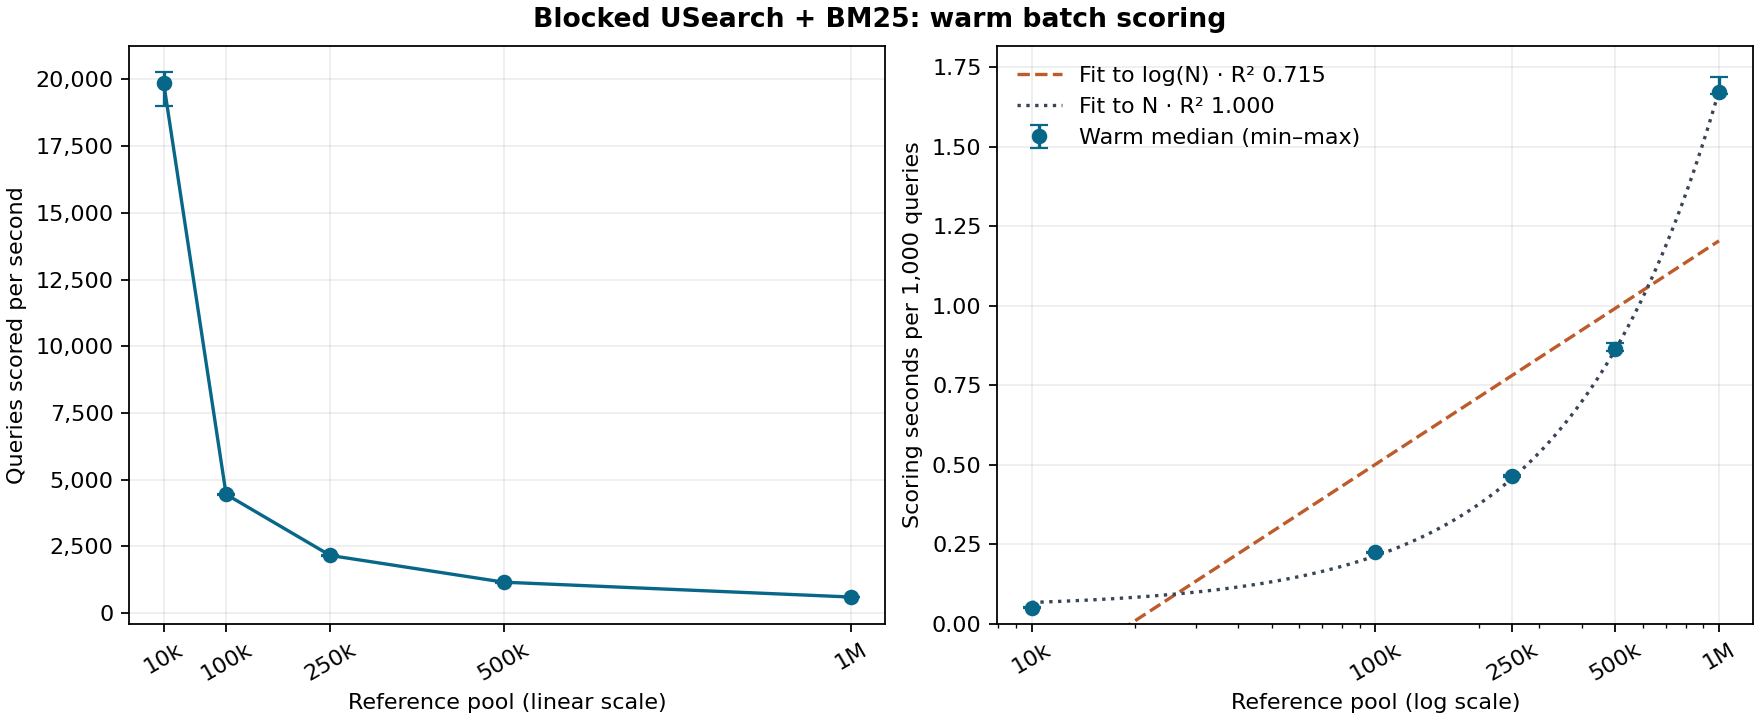 Blocked USearch + BM25: warm batch scoring
Queries scored per second
20,000
17,500
15,000
12,500
10,000
7,500
5,000
2,500
0
10k
100k
250k
500k
1M
Reference pool (linear scale)
Scoring seconds per 1,000 queries
1.75
1.50
1.25
1.00
0.75
0.50
0.25
0.00
Fit to log(N) · R² 0.715
Fit to N · R² 1.000
Warm median (min–max)
10k
100k
250k
500k
1M
Reference pool (log scale)